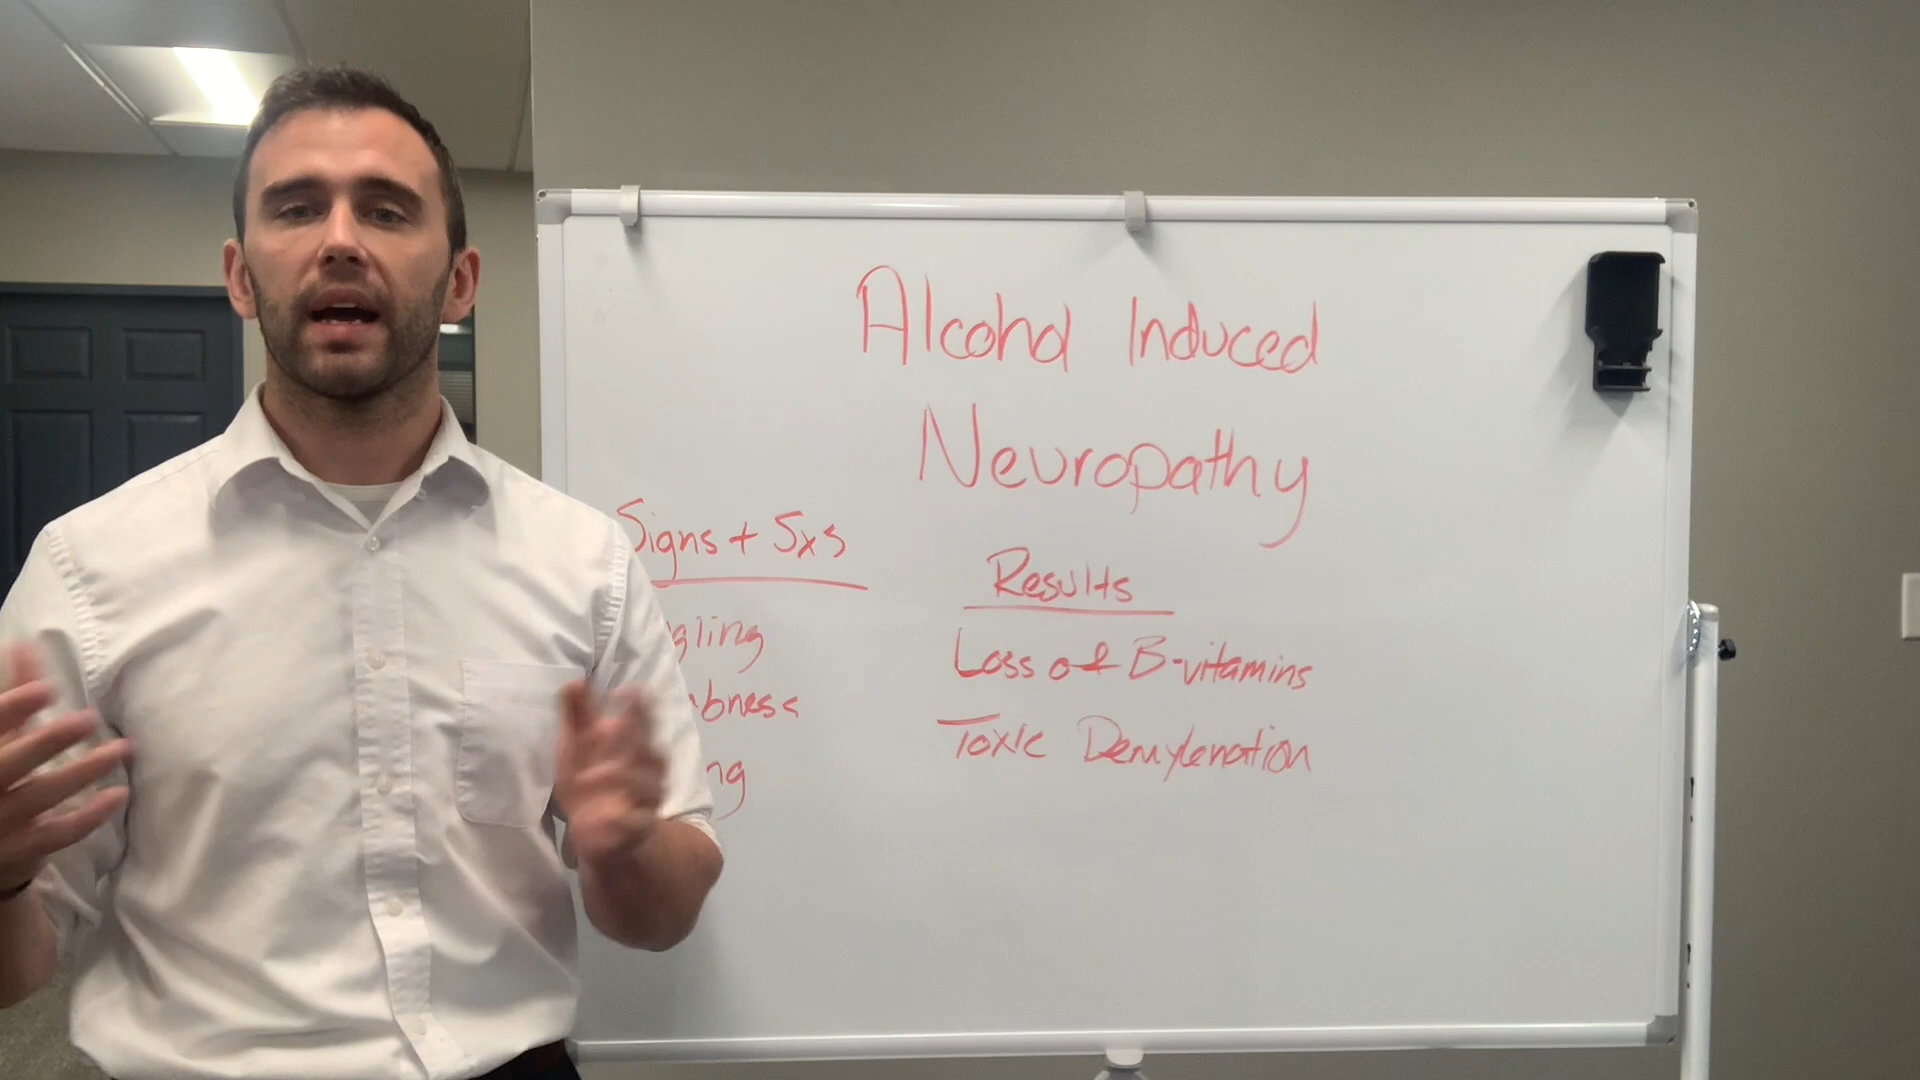 Alcohol Induced
Neuropathy
Signs + Sxs
Results
Loss of B-vitamins
Toxic Demylenation